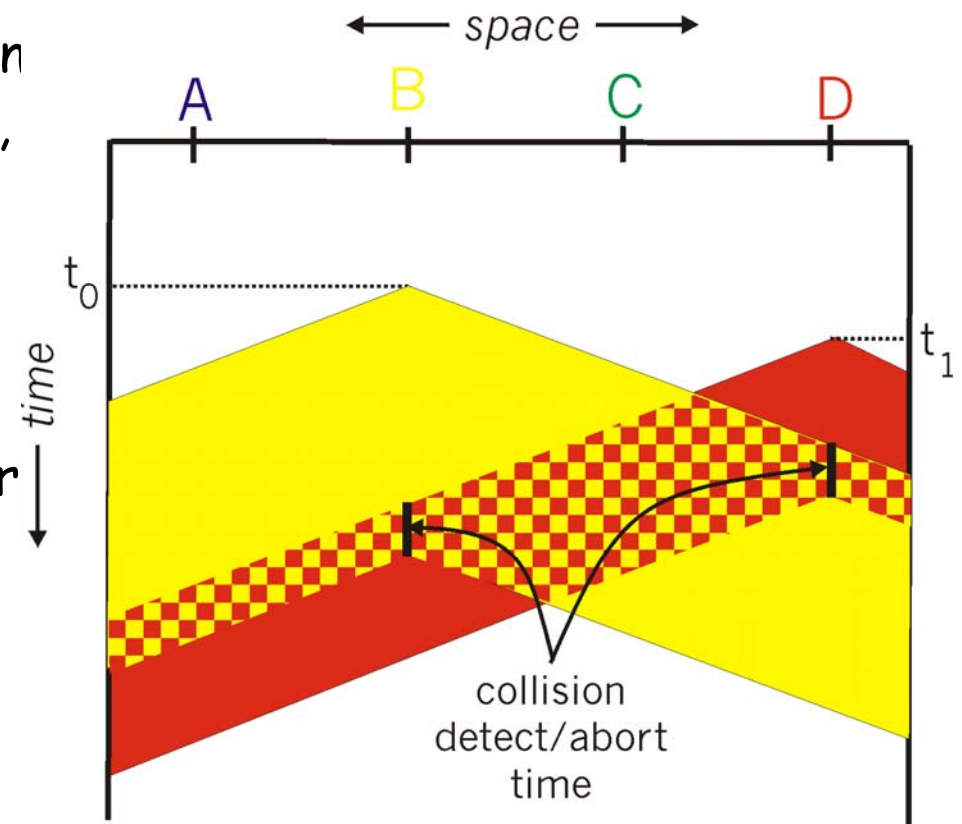 space
n
A B C D
,
t0
t1
time
r
collision
detect/abort
time